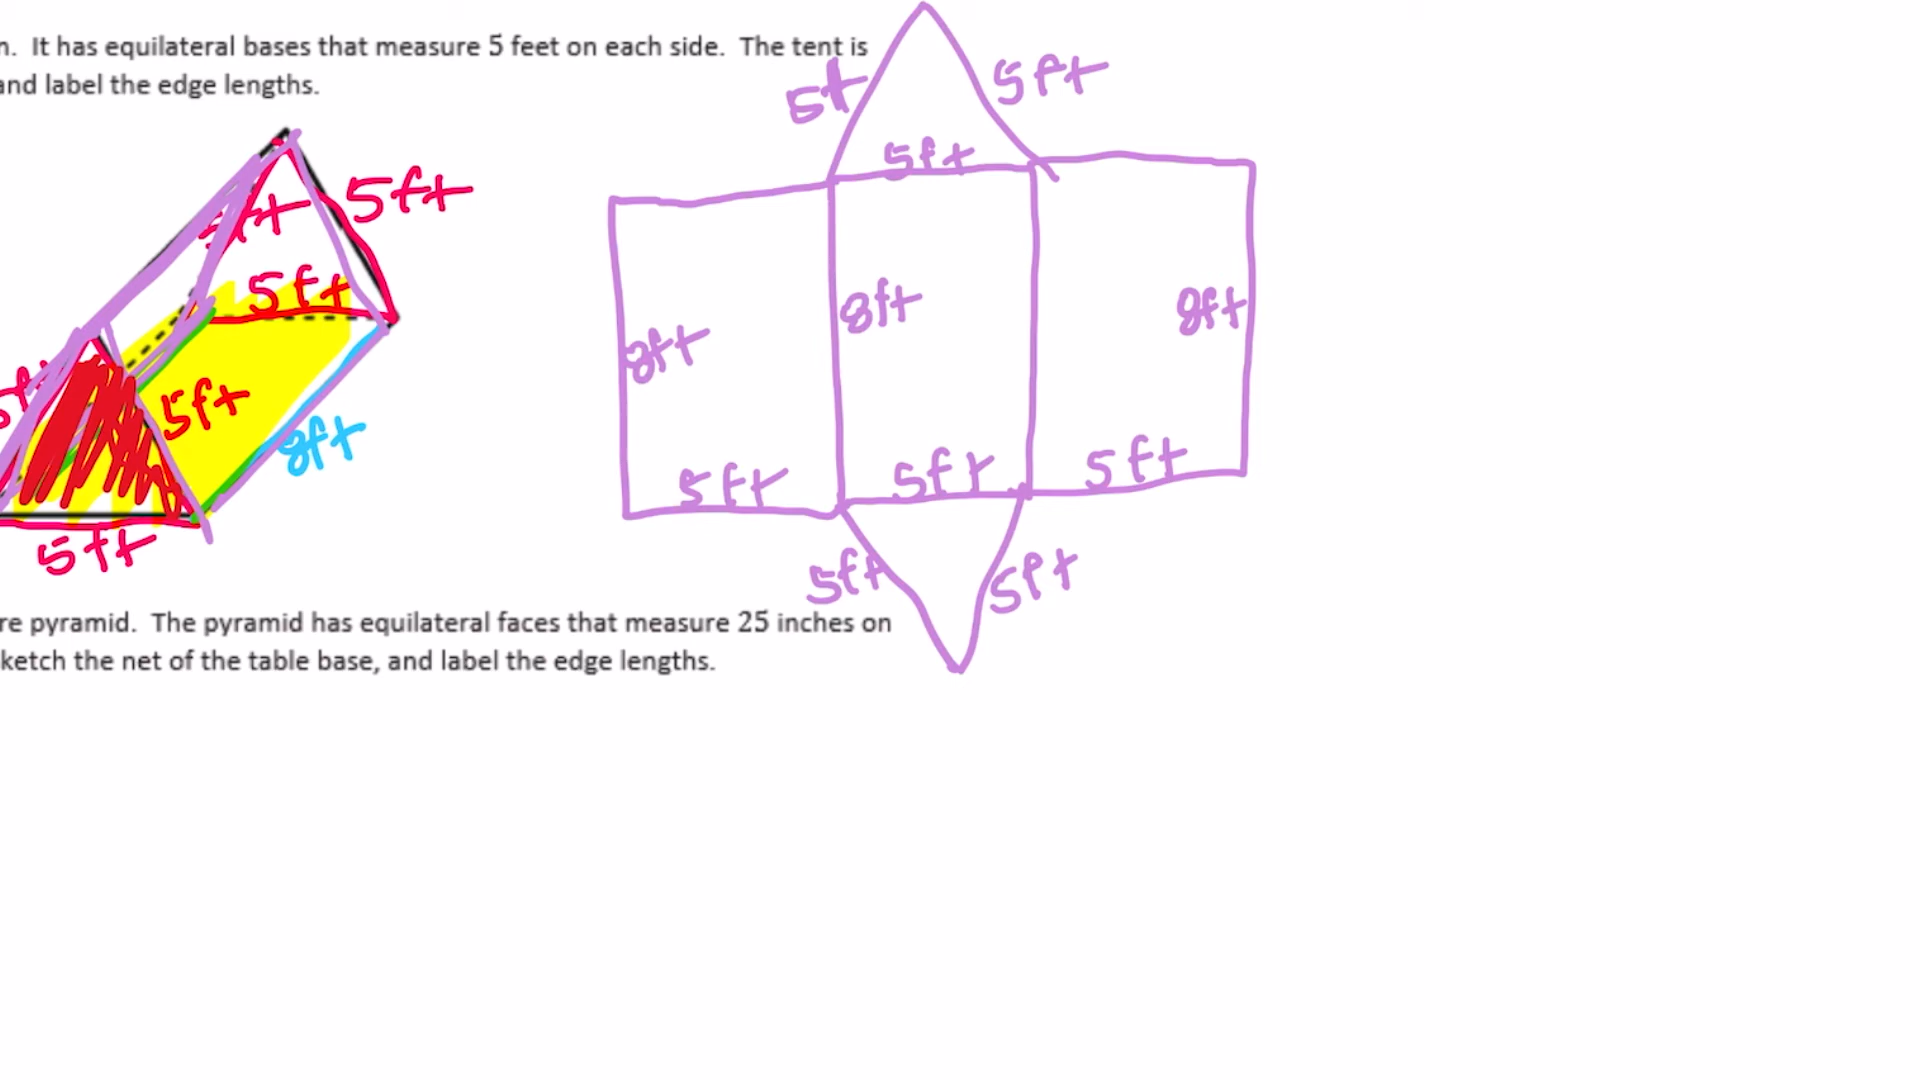 n. It has equilateral bases that measure 5 feet on each side. The tent is
and label the edge lengths.
5ft
5ft
5ft
5ft
5ft
8ft
5ft
5ft
5ft
8ft
8ft
8ft
5ft
5ft
5ft
5ft
5ft
re pyramid. The pyramid has equilateral faces that measure 25 inches on
ketch the net of the table base, and label the edge lengths.